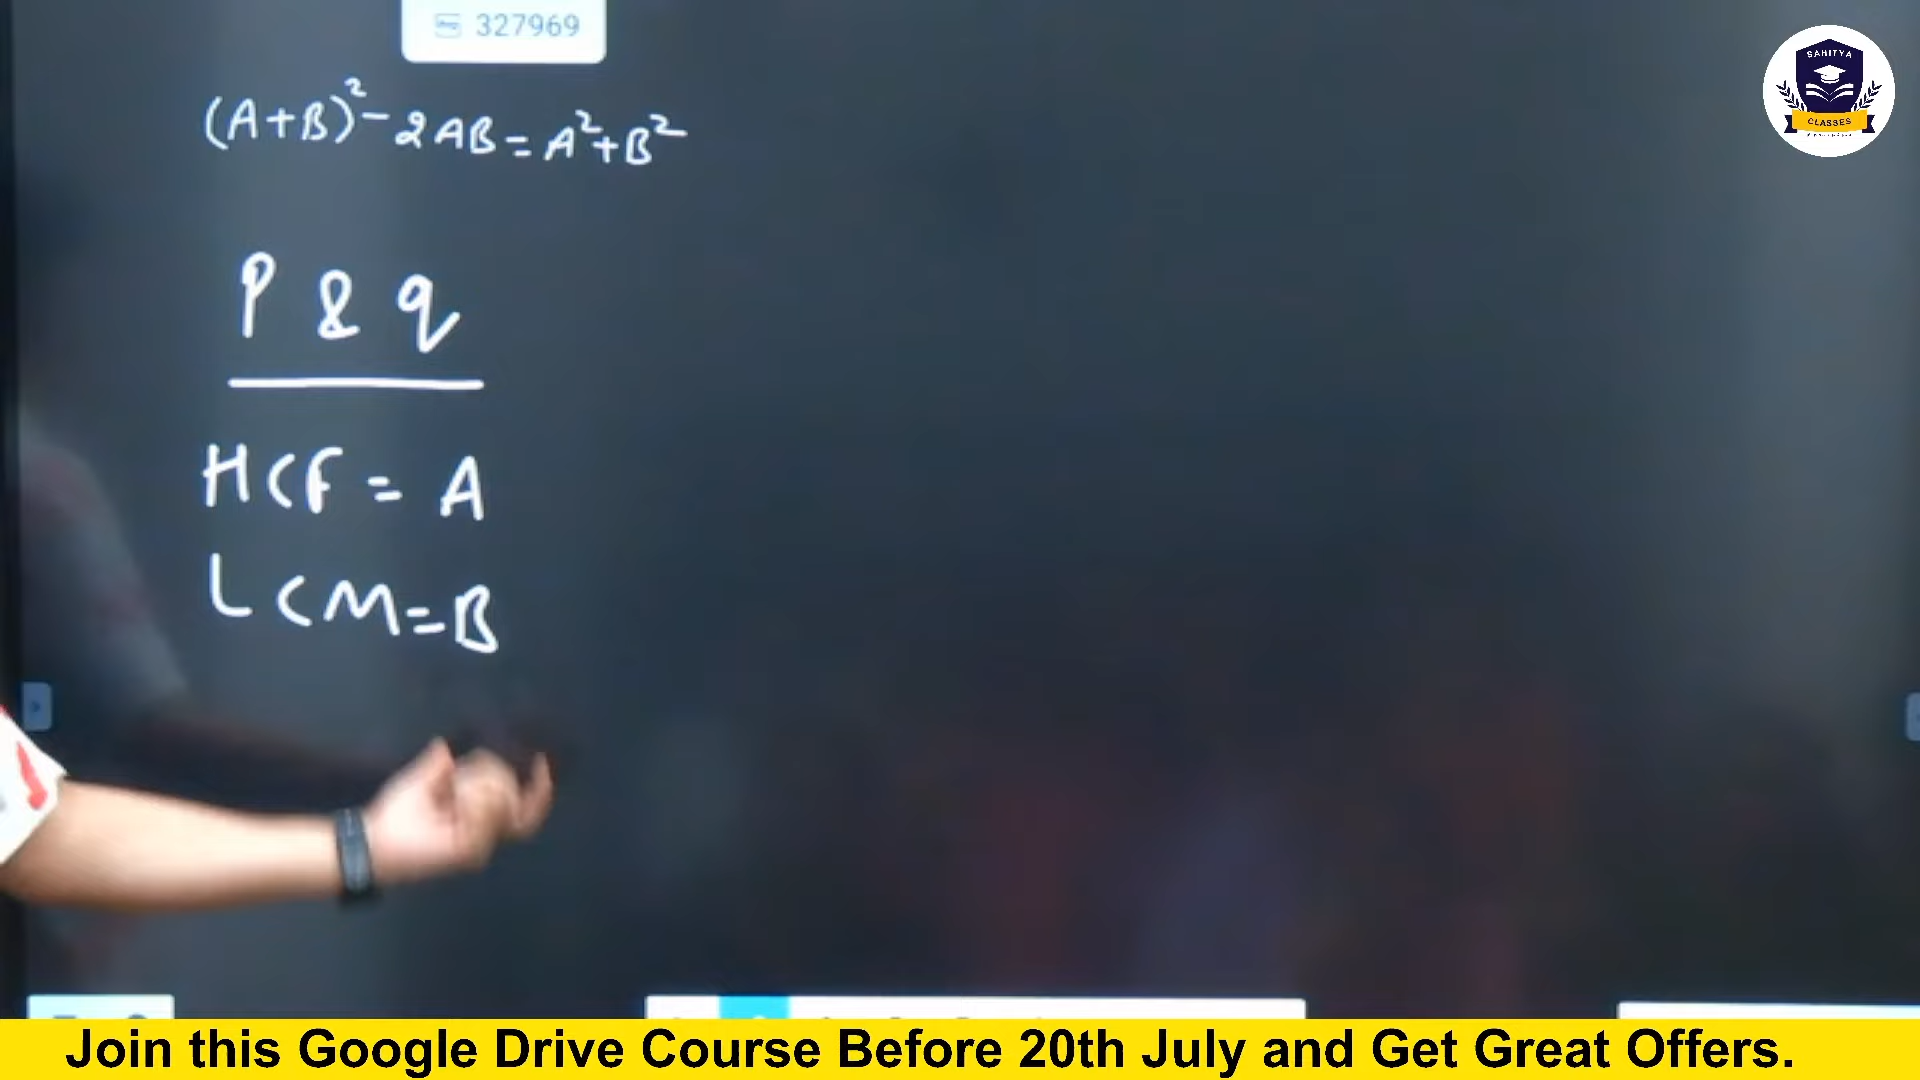 327969
SAHITYA
CLASSES
(A+B)² - 2AB = A² + B²
P & q
HCF = A
LCM = B
Join this Google Drive Course Before 20th July and Get Great Offers.